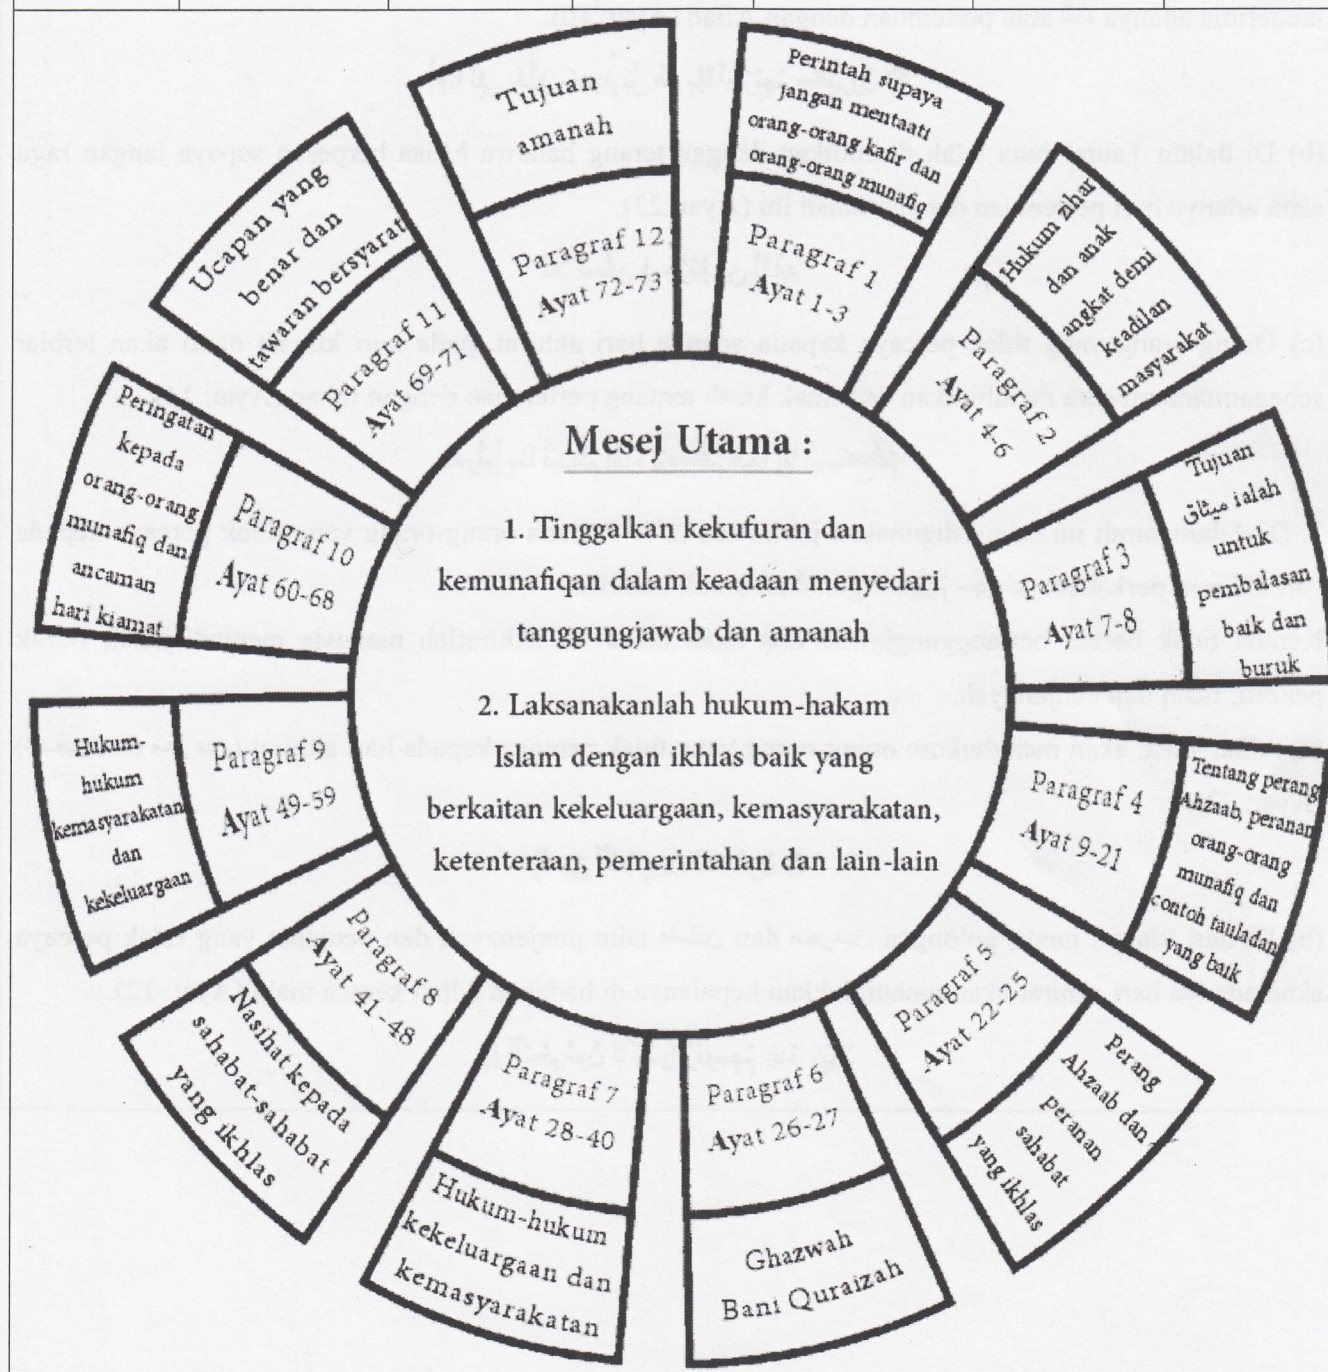 Mesej Utama :
1. Tinggalkan kekufuran dan
kemunafiqan dalam keadaan menyedari
tanggungjawab dan amanah
2. Laksanakanlah hukum-hakam
Islam dengan ikhlas baik yang
berkaitan kekeluargaan, kemasyarakatan,
ketenteraan, pemerintahan dan lain-lain
Perintah supaya
jangan mentaati
orang-orang kafir dan
orang-orang munafiq
Paragraf 1
Ayat 1-3
Hukum zihar
dan anak
angkat demi
keadilan
masyarakat
Paragraf 2
Ayat 4-6
Tujuan
ميثاق ialah
untuk
pembalasan
baik dan
buruk
Paragraf 3
Ayat 7-8
Tentang perang
Ahzaab, peranan
orang-orang
munafiq dan
contoh tauladan
yang baik
Paragraf 4
Ayat 9-21
Perang
Ahzaab dan
peranan
sahabat
yang ikhlas
Paragraf 5
Ayat 22-25
Paragraf 6
Ayat 26-27
Ghazwah
Bani Quraizah
Paragraf 7
Ayat 28-40
Hukum-hukum
kekeluargaan dan
kemasyarakatan
Paragraf 8
Ayat 41-48
Nasihat kepada
sahabat-sahabat
yang ikhlas
Hukum
hukum
kemasyarakatan
dan
kekeluargaan
Paragraf 9
Ayat 49-59
Peringatan
kepada
orang-orang
munafiq dan
ancaman
hari kiamat
Paragraf 10
Ayat 60-68
Ucapan yang
benar dan
tawaran bersyarat
Paragraf 11
Ayat 69-71
Tujuan
amanah
Paragraf 12
Ayat 72-73